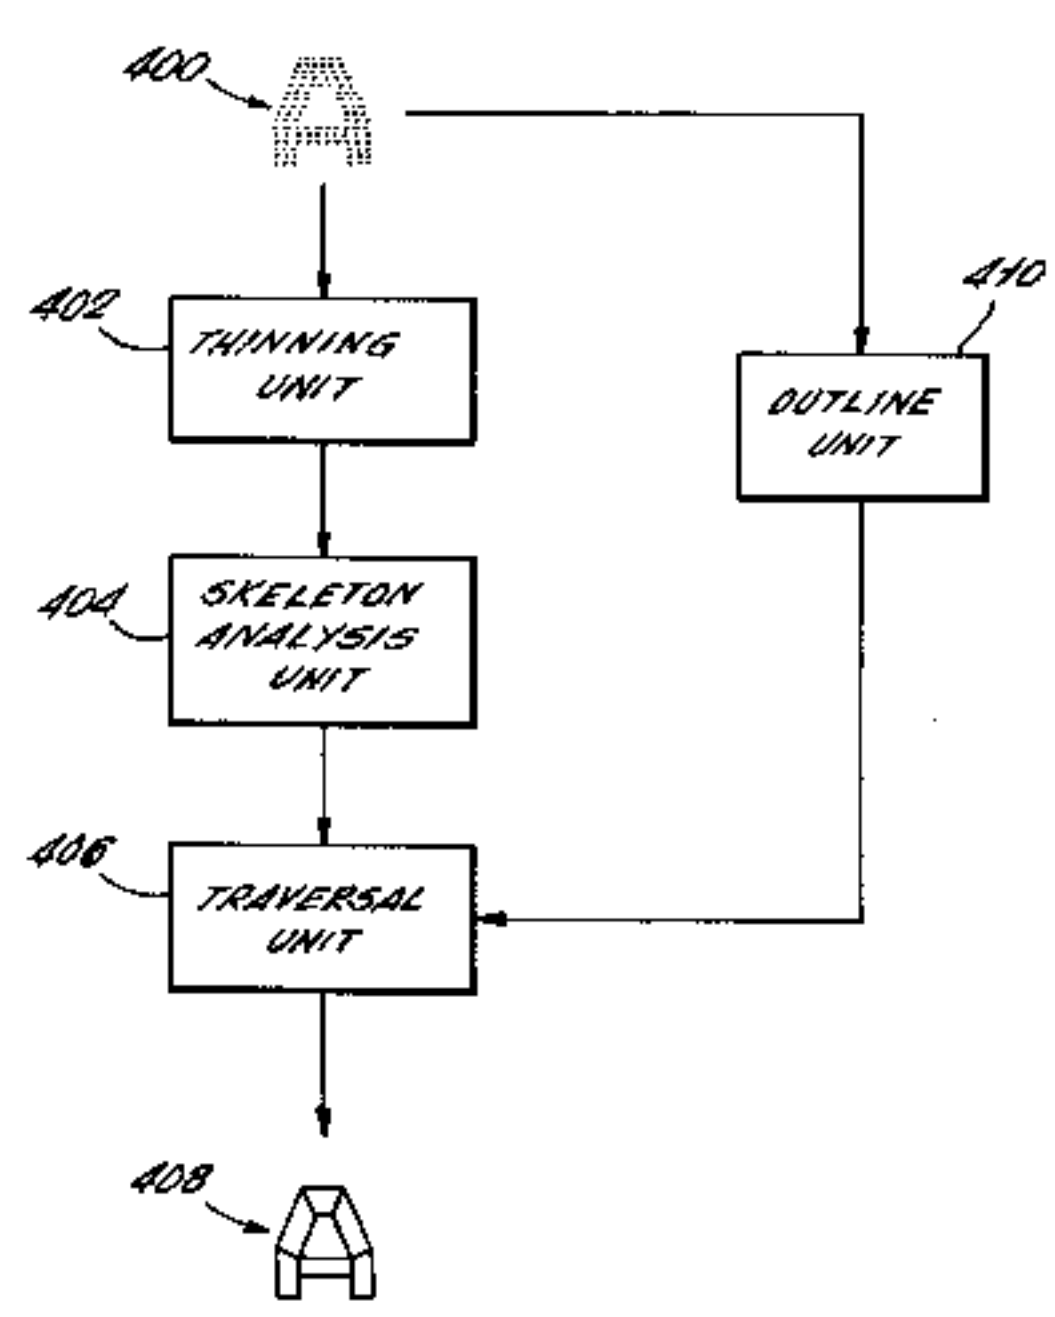 400
402
THINNING
UNIT
410
OUTLINE
UNIT
404
SKELETON
ANALYSIS
UNIT
406
TRAVERSAL
UNIT
408